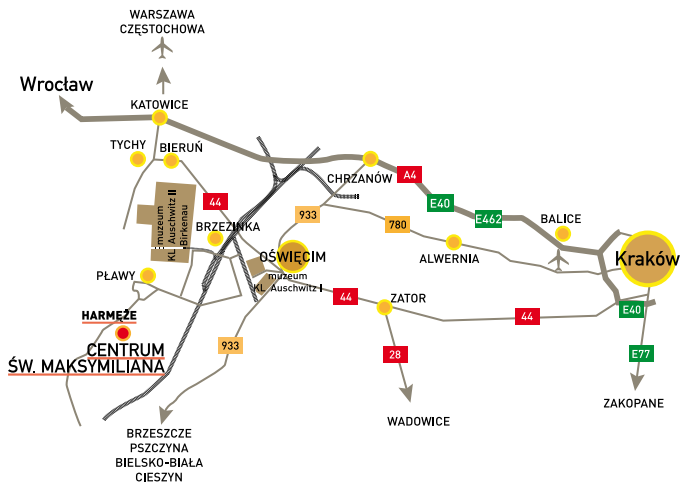 WARSZAWA
CZĘSTOCHOWA
Wrocław
KATOWICE
TYCHY
BIERUŃ
CHRZANÓW
A4
E40
E462
44
muzeum
KL Auschwitz II
-Birkenau
BRZEZINKA
933
780
BALICE
OŚWIĘCIM
ALWERNIA
Kraków
PŁAWY
muzeum
KL Auschwitz I
44
ZATOR
44
E40
HARMĘŻE
CENTRUM
ŚW. MAKSYMILIANA
933
28
E77
WADOWICE
ZAKOPANE
BRZESZCZE
PSZCZYNA
BIELSKO-BIAŁA
CIESZYN